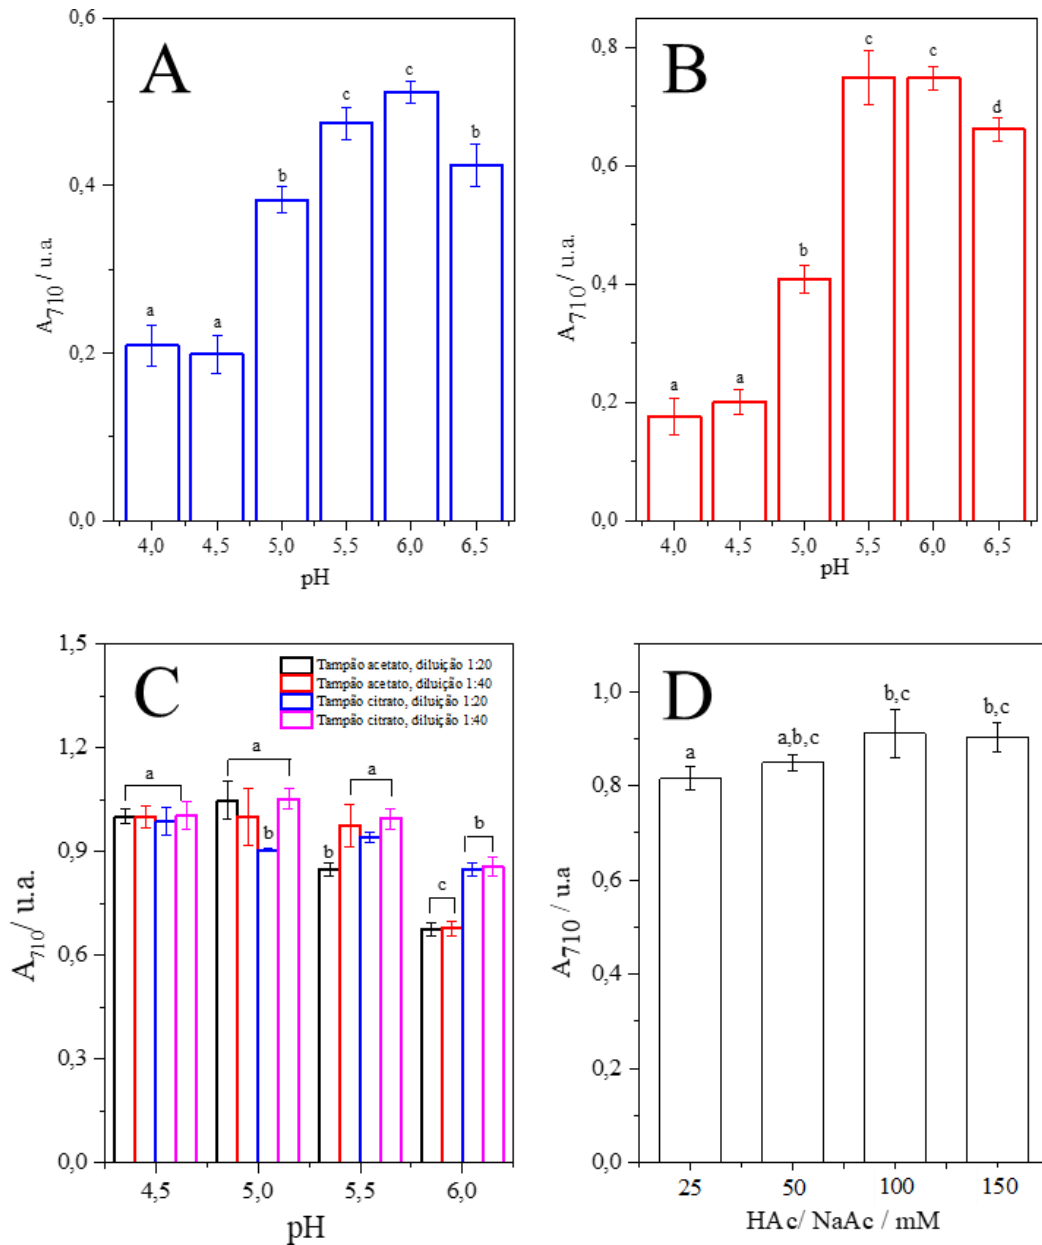 A
0,6
0,4
0,2
0,0
A710 / u.a.
a
a
b
c
c
b
4,0 4,5 5,0 5,5 6,0 6,5
pH
B
0,8
0,6
0,4
0,2
0,0
A710 / u.a.
a
a
b
c
c
d
4,0 4,5 5,0 5,5 6,0 6,5
pH
C
Tampão acetato, diluição 1:20
Tampão acetato, diluição 1:40
Tampão citrato, diluição 1:20
Tampão citrato, diluição 1:40
1,5
1,2
0,9
0,6
0,3
0,0
A710/ u.a.
a
a
b
b
a
c
b
4,5 5,0 5,5 6,0
pH
D
1,0
0,8
0,6
0,4
0,2
0,0
A710 / u.a
a
a,b,c
b,c
b,c
25 50 100 150
HAc/ NaAc / mM